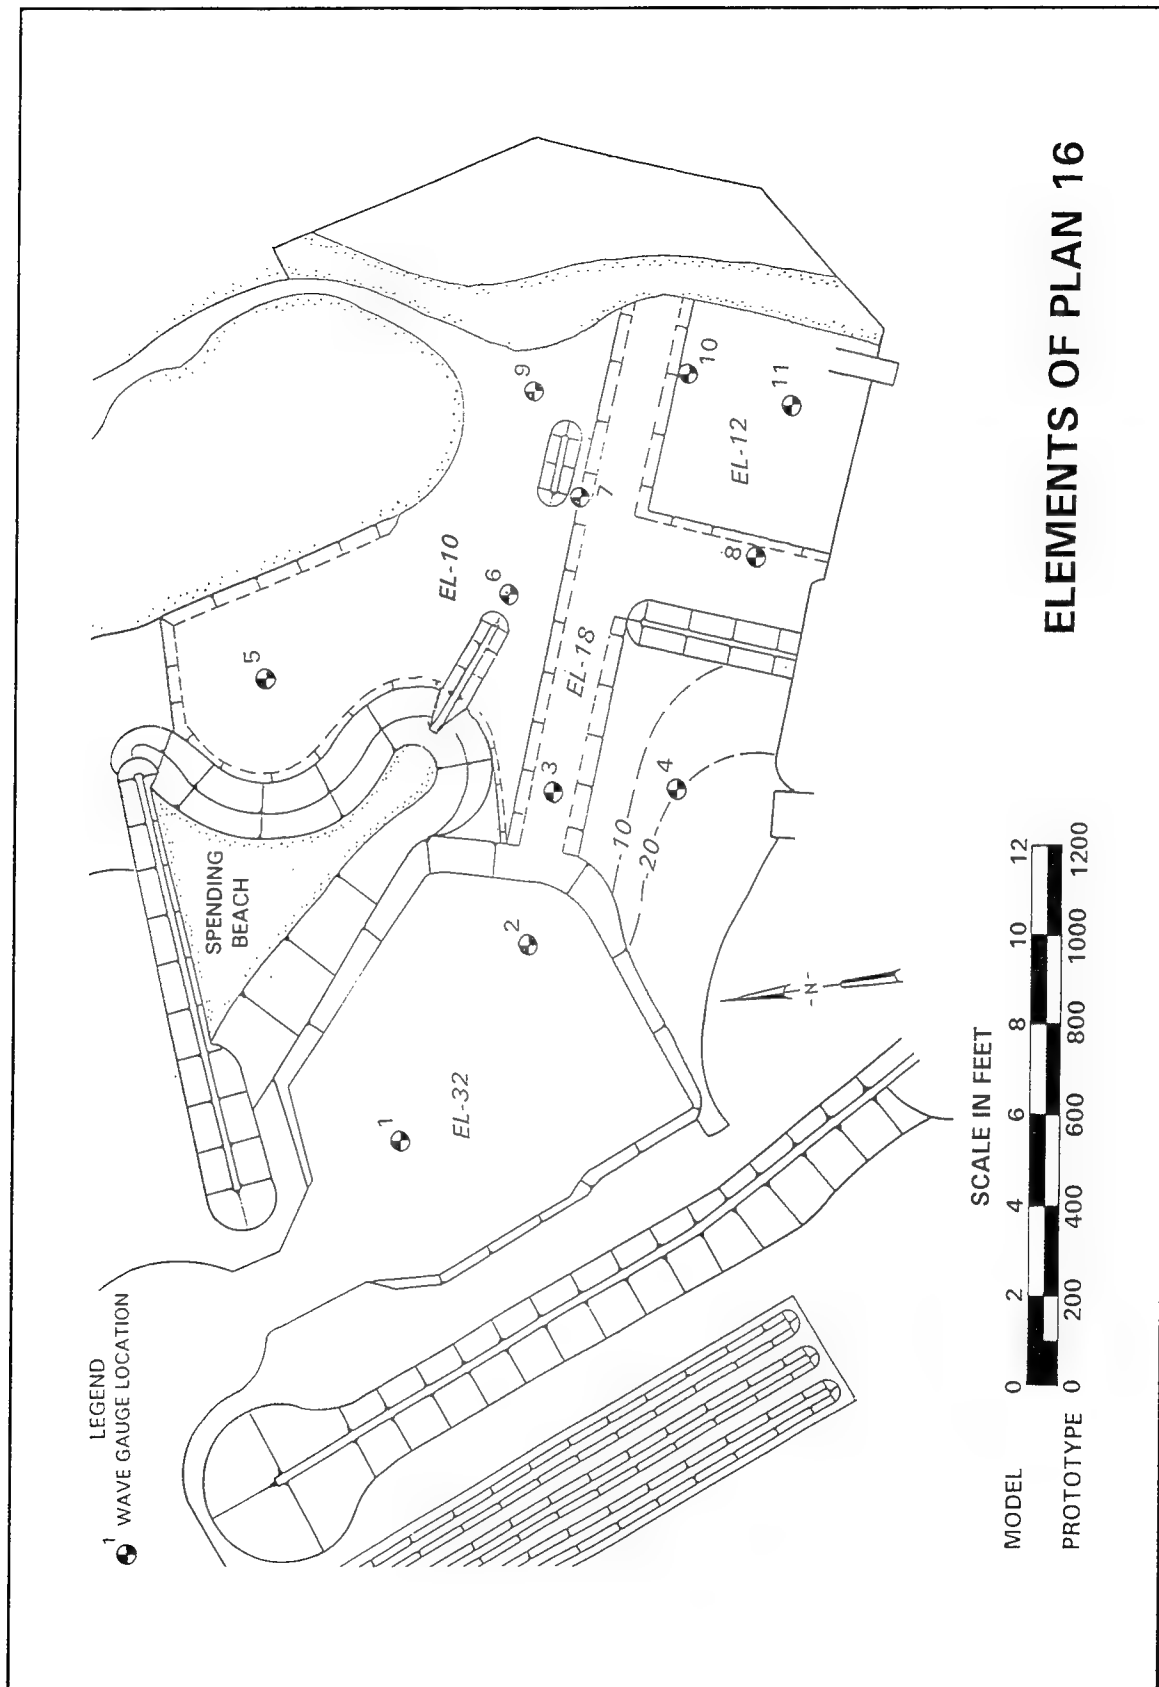 LEGEND
1 WAVE GAUGE LOCATION
SPENDING
BEACH
5
EL-10
6
9
7
EL-18
3
10
11
EL-12
8
4
-10-
-20-
2
1
EL-32
-N-
SCALE IN FEET
MODEL 0 2 4 6 8 10 12
PROTOTYPE 0 200 400 600 800 1000 1200
ELEMENTS OF PLAN 16